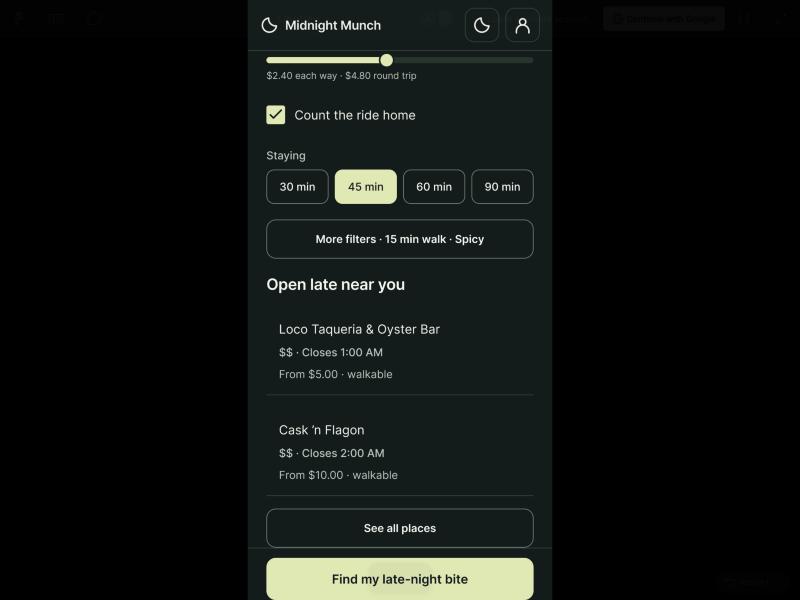 Midnight Munch
Continue with Google
$2.40 each way · $4.80 round trip
Count the ride home
Staying
30 min
45 min
60 min
90 min
More filters · 15 min walk · Spicy
Open late near you
Loco Taqueria & Oyster Bar
$$ · Closes 1:00 AM
From $5.00 · walkable
Cask ’n Flagon
$$ · Closes 2:00 AM
From $10.00 · walkable
See all places
Find my late-night bite